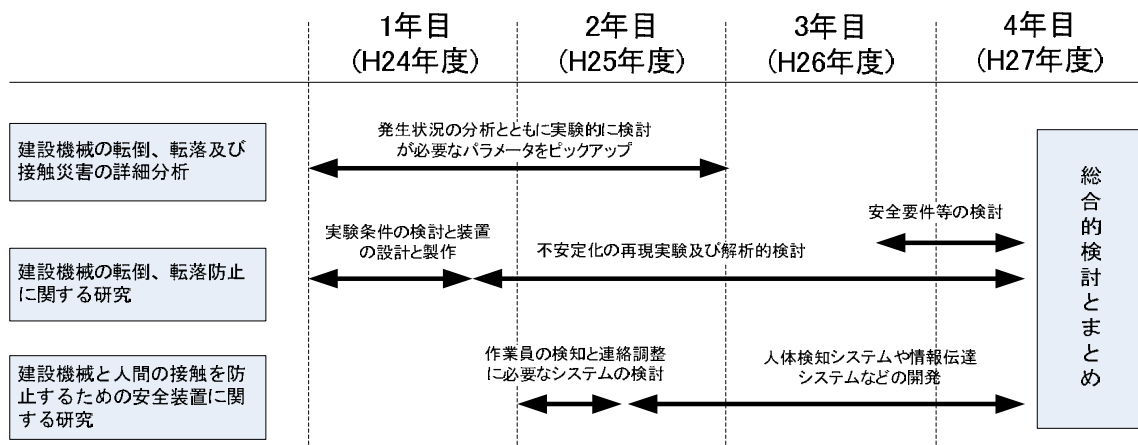 1年目
(H24年度)
2年目
(H25年度)
3年目
(H26年度)
4年目
(H27年度)
建設機械の転倒、転落及び
接触災害の詳細分析
発生状況の分析とともに実験的に検討
が必要なパラメータをピックアップ
建設機械の転倒、転落防止
に関する研究
実験条件の検討と装置
の設計と製作
不安定化の再現実験及び解析的検討
安全要件等の検討
建設機械と人間の接触を防
止するための安全装置に関
する研究
作業員の検知と連絡調整
に必要なシステムの検討
人体検知システムや情報伝達
システムなどの開発
総合的検討とまとめ